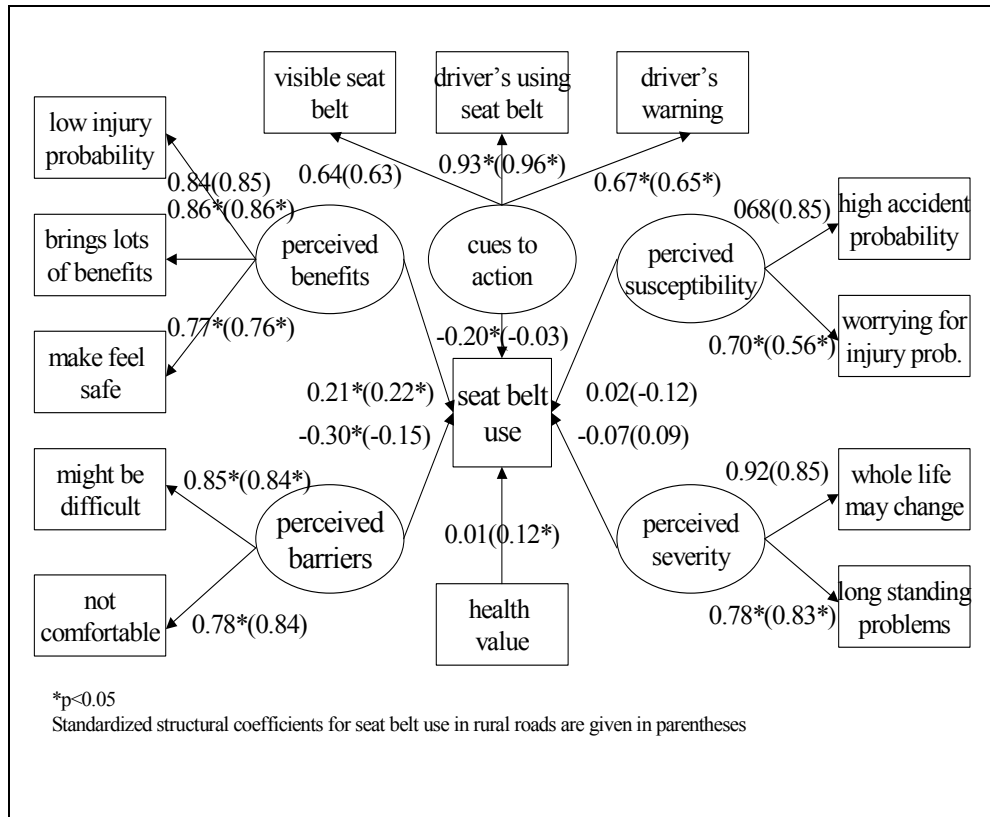 visible seat
belt
driver's using
seat belt
driver's
warning
low injury
probability
0.64(0.63)
0.93*(0.96*)
0.67*(0.65*)
0.84(0.85)
0.86*(0.86*)
068(0.85)
high accident
probability
brings lots
of benefits
perceived
benefits
cues to
action
percived
susceptibility
0.77*(0.76*)
-0.20*(-0.03)
0.70*(0.56*)
worrying for
injury prob.
make feel
safe
0.21*(0.22*)
-0.30*(-0.15)
seat belt
use
0.02(-0.12)
-0.07(0.09)
might be
difficult
0.85*(0.84*)
0.92(0.85)
whole life
may change
perceived
barriers
0.01(0.12*)
perceived
severity
not
comfortable
0.78*(0.84)
health
value
0.78*(0.83*)
long standing
problems
*p<0.05
Standardized structural coefficients for seat belt use in rural roads are given in parentheses